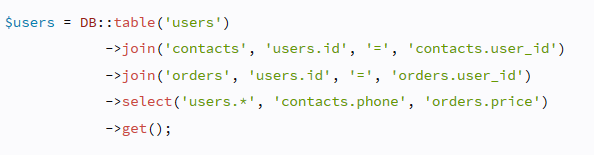 $users = DB::table('users')
->join('contacts', 'users.id', '=', 'contacts.user_id')
->join('orders', 'users.id', '=', 'orders.user_id')
->select('users.*', 'contacts.phone', 'orders.price')
->get();